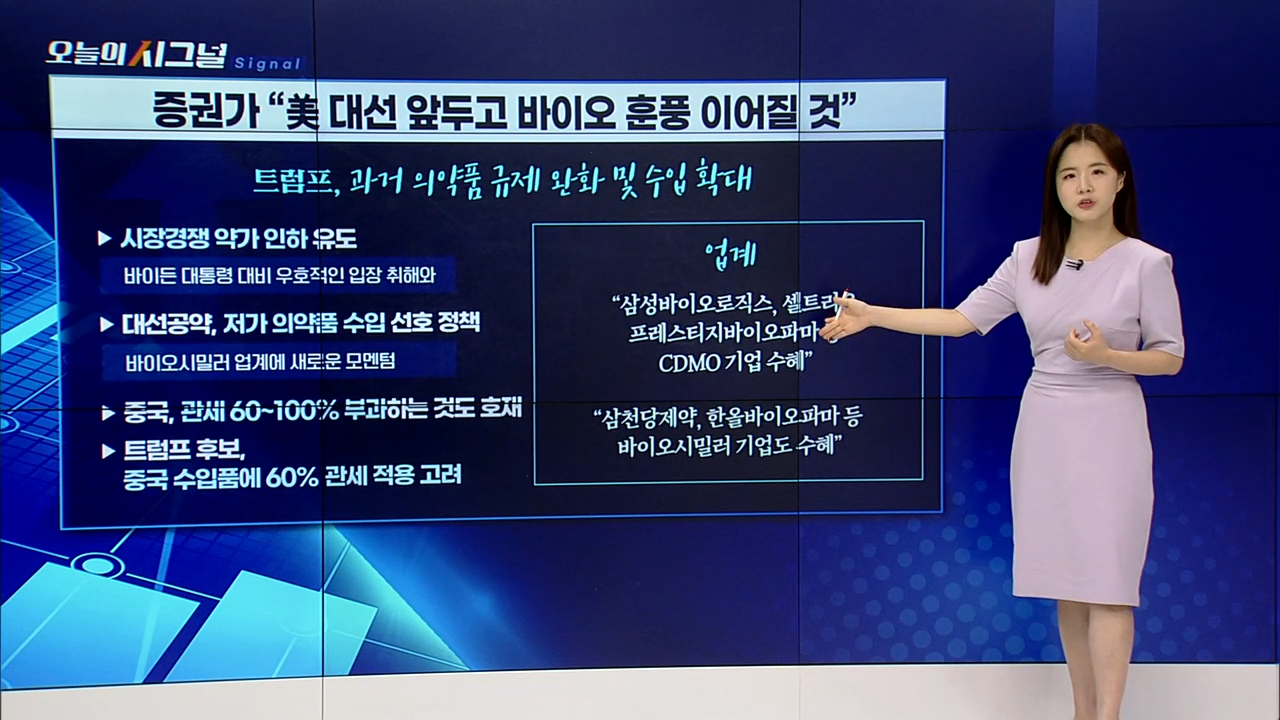 오늘의 시그널 Signal
증권가 “美 대선 앞두고 바이오 훈풍 이어질 것”
트럼프, 과거 의약품 규제 완화 및 수입 확대
▶ 시장경쟁 약가 인하 유도
바이든 대통령 대비 우호적인 입장 취해와
▶ 대선공약, 저가 의약품 수입 선호 정책
바이오시밀러 업계에 새로운 모멘텀
▶ 중국, 관세 60~100% 부과하는 것도 호재
▶ 트럼프 후보,
중국 수입품에 60% 관세 적용 고려
업계
“삼성바이오로직스,
프레스티지바이오파마
CDMO 기업 수혜”
“삼천당제약, 한올바이오파마 등
바이오시밀러 기업도 수혜”